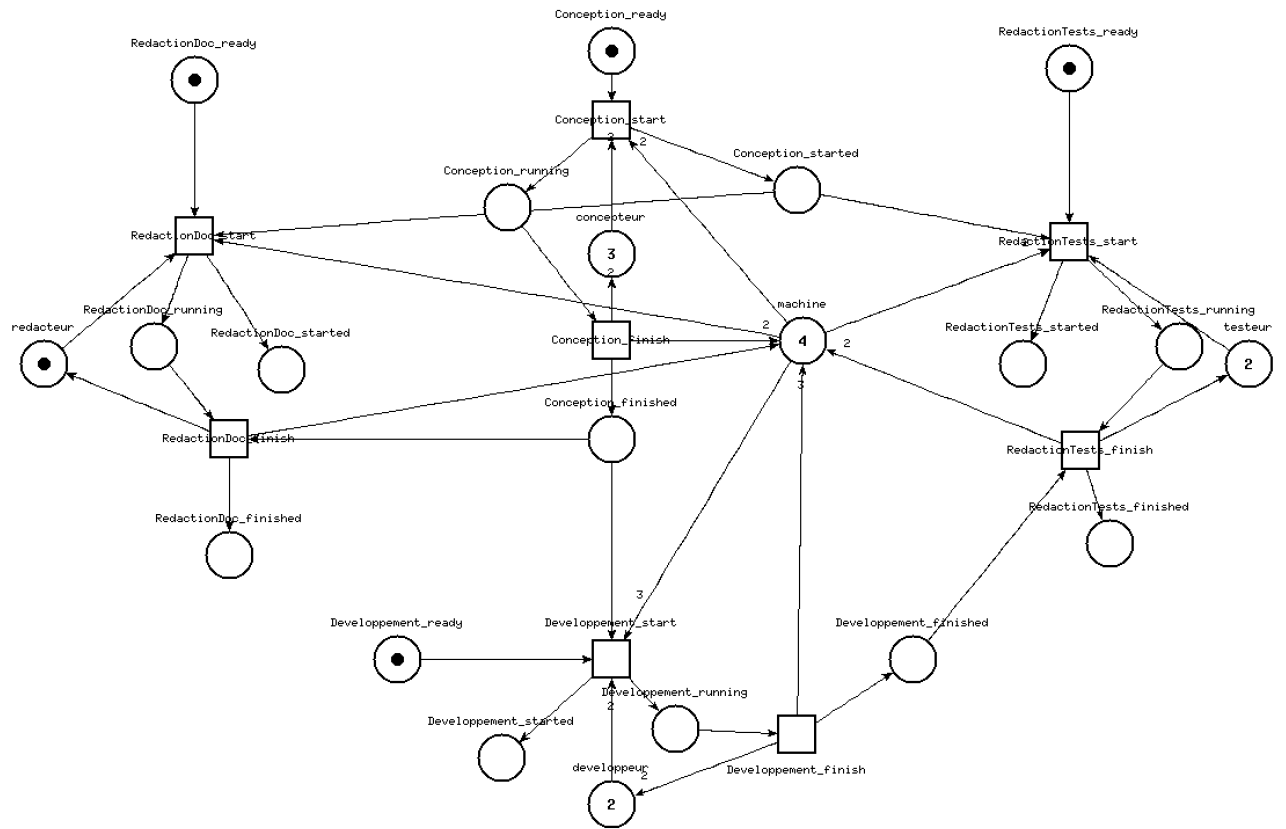 Conception_ready
RedactionDoc_ready
RedactionTests_ready
Conception_start
2
2
Conception_started
Conception_running
concepteur
RedactionDoc_start
RedactionTests_start
2
3
2
machine
RedactionDoc_running
RedactionTests_running
redacteur
RedactionDoc_started
2
RedactionTests_started
testeur
Conception_finish
4
2
2
3
Conception_finished
RedactionDoc_finish
RedactionTests_finish
RedactionDoc_finished
RedactionTests_finished
3
Developpement_ready
Developpement_start
Developpement_finished
Developpement_running
2
Developpement_started
developpeur
2
Developpement_finish
2